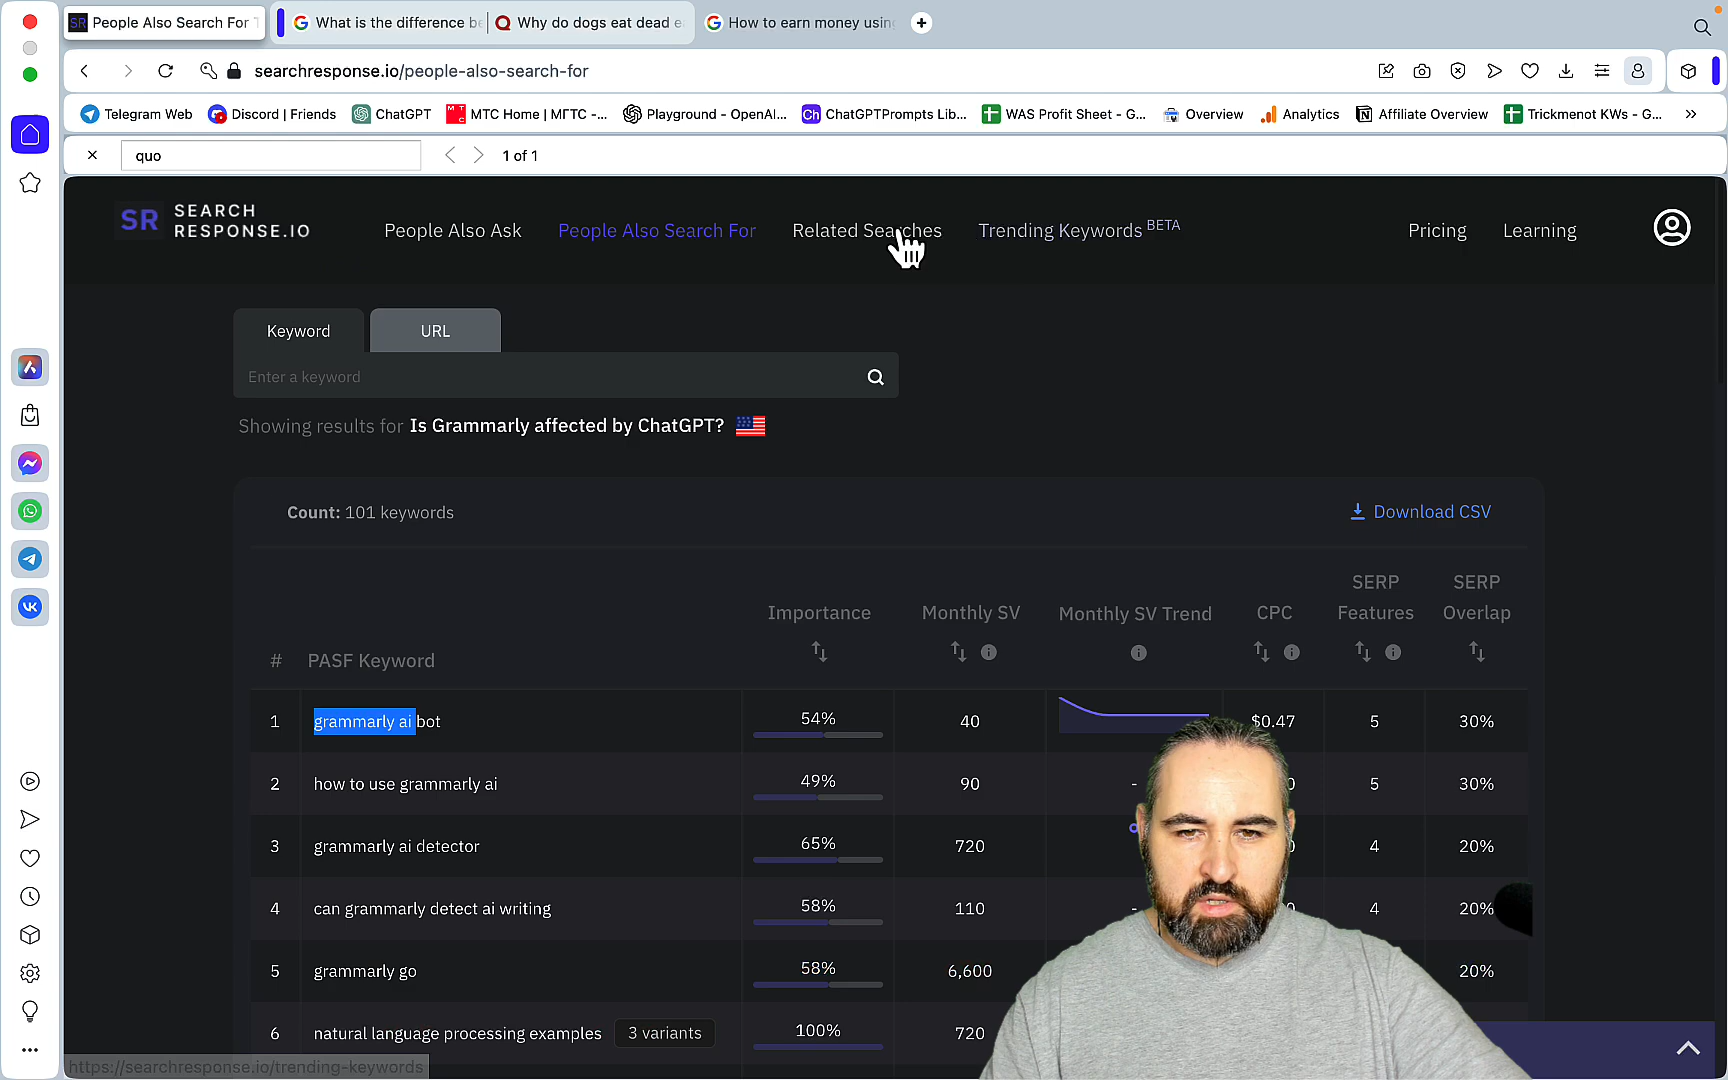 People Also Search For T
What is the difference be
Why do dogs eat dead e
How to earn money using
searchresponse.io/people-also-search-for
Telegram Web
Discord | Friends
ChatGPT
МТС Home | МГТС -...
Playground - OpenAI...
ChatGPTPrompts Lib...
WAS Profit Sheet - G...
Overview
Analytics
Affiliate Overview
Trickmenot KWs - G...
quo
1 of 1
SR SEARCH RESPONSE.IO
People Also Ask
People Also Search For
Related Searches
Trending Keywords BETA
Pricing
Learning
Keyword
URL
Enter a keyword
Showing results for Is Grammarly affected by ChatGPT?
Count: 101 keywords
Download CSV
# PASF Keyword Importance Monthly SV Monthly SV Trend CPC SERP Features SERP Overlap
1 grammarly ai bot 54% 40 $0.47 5 30%
2 how to use grammarly ai 49% 90 - 0 5 30%
3 grammarly ai detector 65% 720 0 4 20%
4 can grammarly detect ai writing 58% 110 - 0 4 20%
5 grammarly go 58% 6,600 20%
6 natural language processing examples 3 variants 100% 720
https://searchresponse.io/trending-keywords